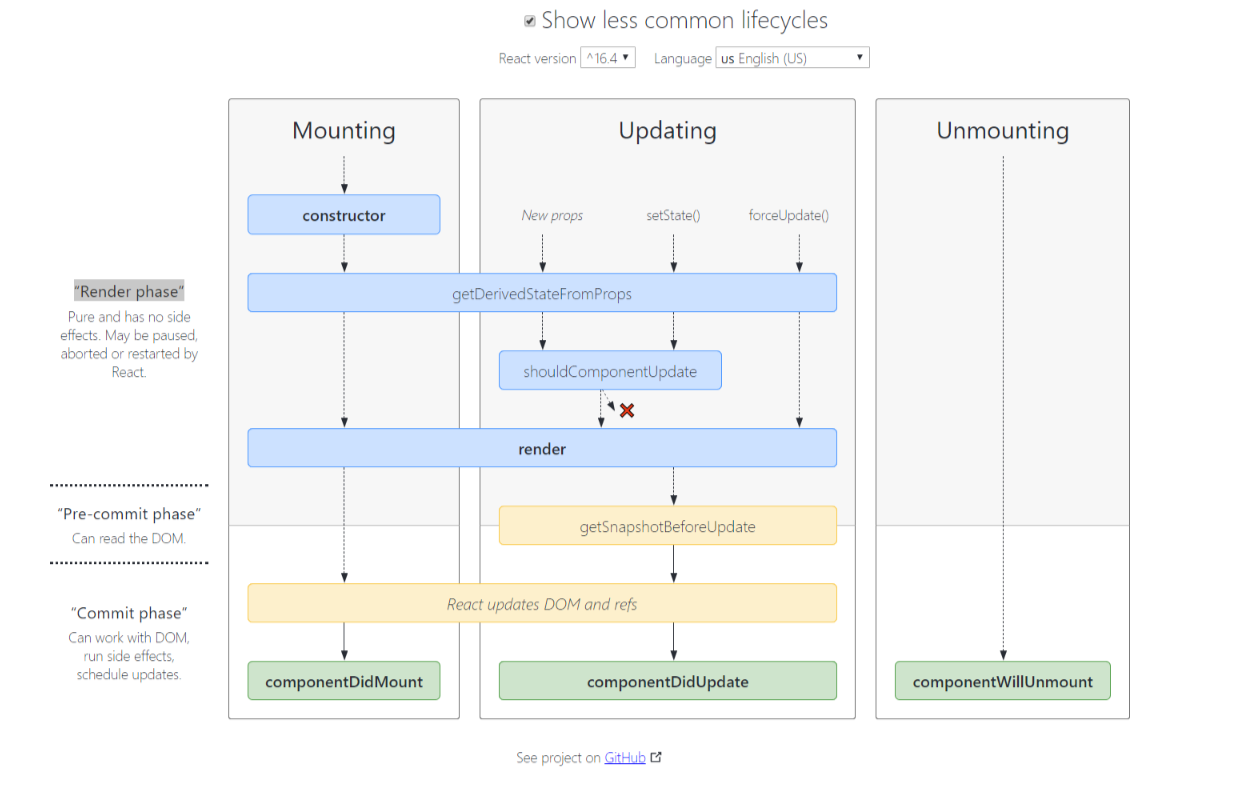 Show less common lifecycles
React version ^16.4 Language us English (US)
Mounting
Updating
Unmounting
constructor
New props
setState()
forceUpdate()
"Render phase"
Pure and has no side
effects. May be paused,
aborted or restarted by
React.
getDerivedStateFromProps
shouldComponentUpdate
render
“Pre-commit phase”
Can read the DOM.
getSnapshotBeforeUpdate
“Commit phase”
Can work with DOM,
run side effects,
schedule updates.
React updates DOM and refs
componentDidMount
componentDidUpdate
componentWillUnmount
See project on GitHub